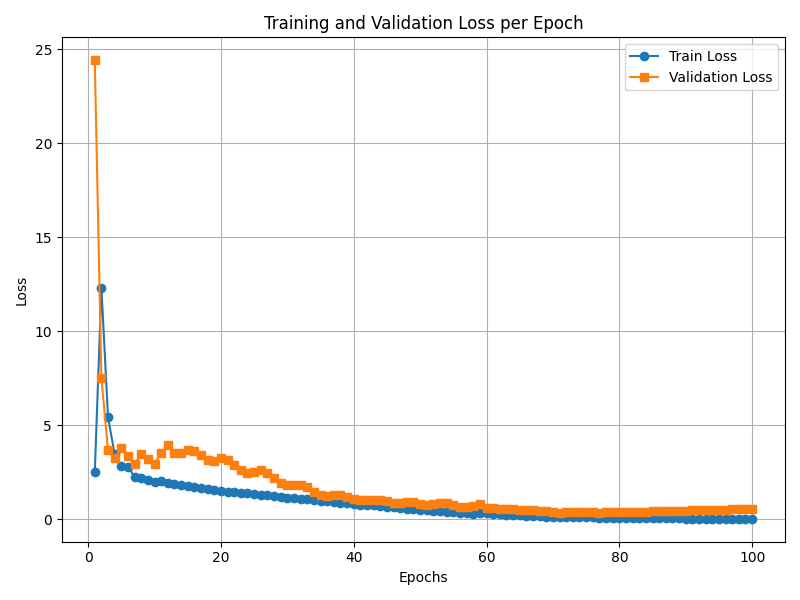 Training and Validation Loss per Epoch
Train Loss
Validation Loss
25
20
15
10
5
0
Loss
0 20 40 60 80 100
Epochs